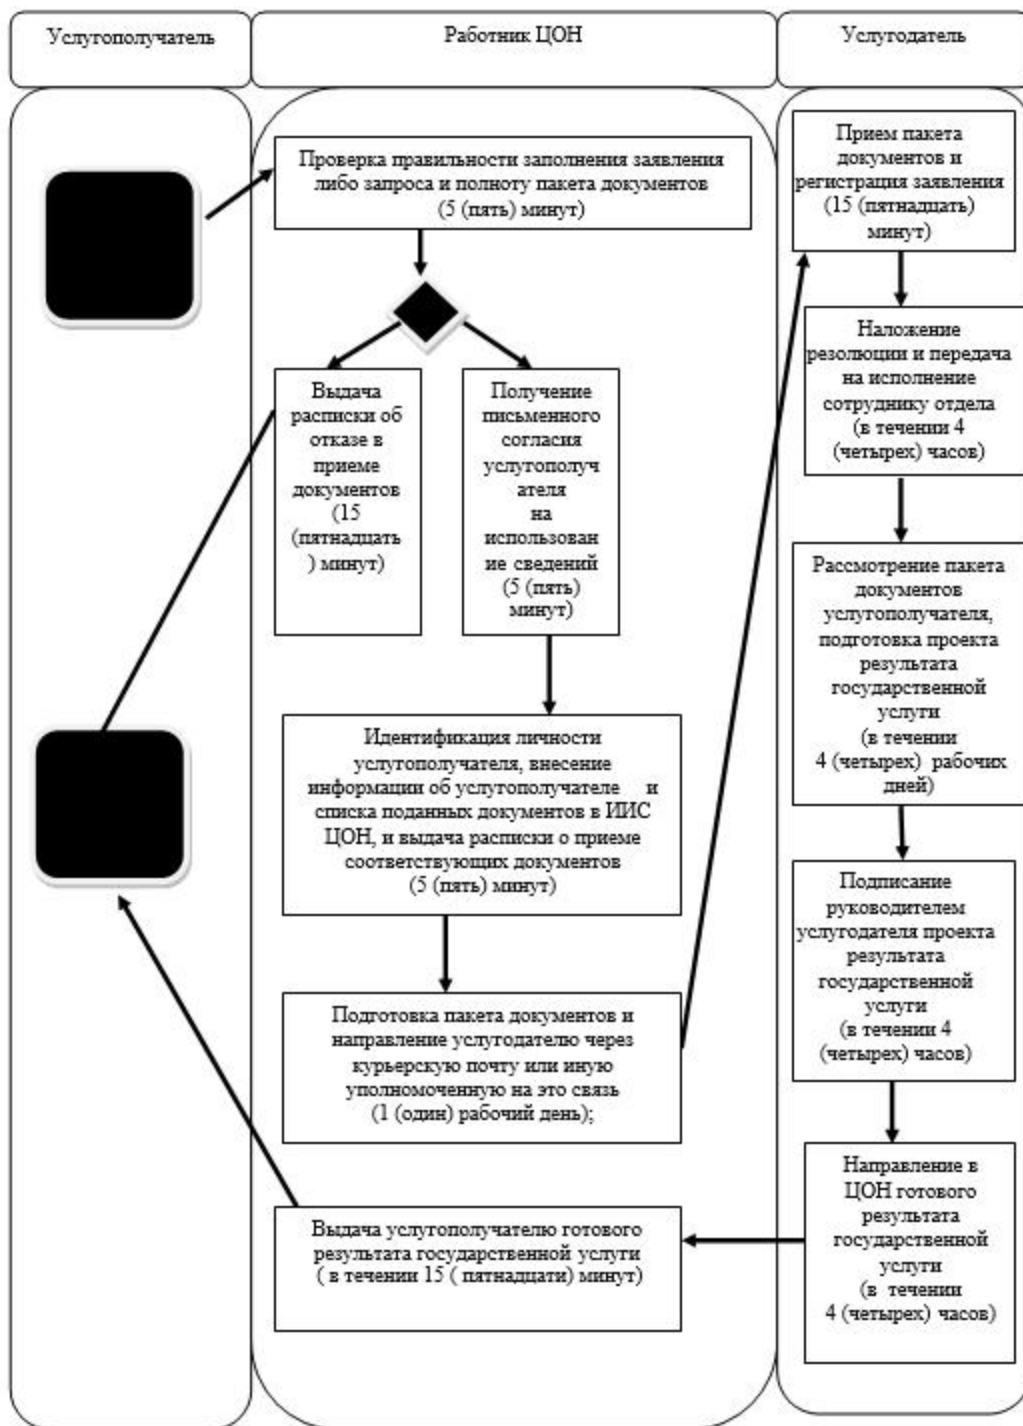 Услугополучатель
Работник ЦОН
Услугодатель
Проверка правильности заполнения заявления
либо запроса и полноту пакета документов
(5 (пять) минут)
Выдача
расписки об
отказе в
приеме
документов
(15
(пятнадцать
) минут)
Получение
письменного
согласия
услугополуч
ателя
на
использован
ие сведений
(5 (пять)
минут)
Идентификация личности
услугополучателя, внесение
информации об услугополучателе и
списка поданных документов в ИИС
ЦОН, и выдача расписки о приеме
соответствующих документов
(5 (пять) минут)
Подготовка пакета документов и
направление услугодателю через
курьерскую почту или иную
уполномоченную на это связь
(1 (один) рабочий день);
Выдача услугополучателю готового
результата государственной услуги
( в течении 15 ( пятнадцати) минут)
Прием пакета
документов и
регистрация заявления
(15 (пятнадцать)
минут)
Наложение
резолюции и передача
на исполнение
сотруднику отдела
(в течении 4
(четырех) часов)
Рассмотрение пакета
документов
услугополучателя,
подготовка проекта
результата
государственной
услуги
(в течении
4 (четырех) рабочих
дней)
Подписание
руководителем
услугодателя проекта
результата
государственной
услуги
(в течении 4
(четырех) часов)
Направление в
ЦОН готового
результата
государственной
услуги
(в течении
4 (четырех) часов)